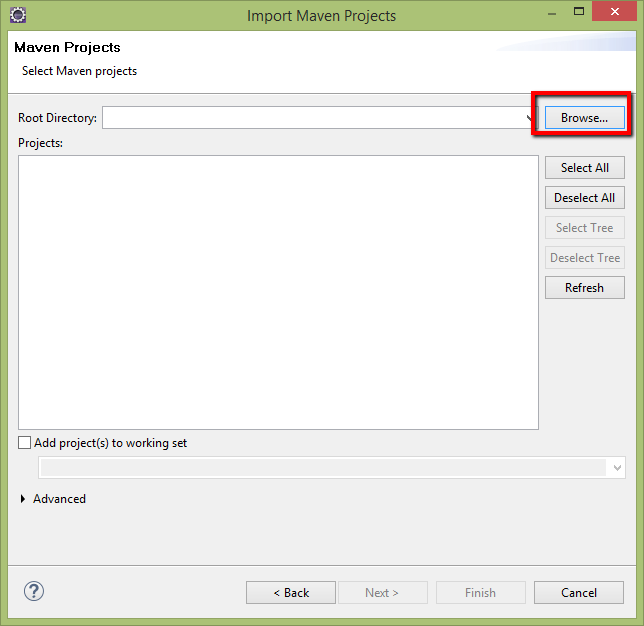 Import Maven Projects
Maven Projects
Select Maven projects
Root Directory:
Browse...
Projects:
Select All
Deselect All
Select Tree
Deselect Tree
Refresh
Add project(s) to working set
Advanced
?
< Back
Next >
Finish
Cancel